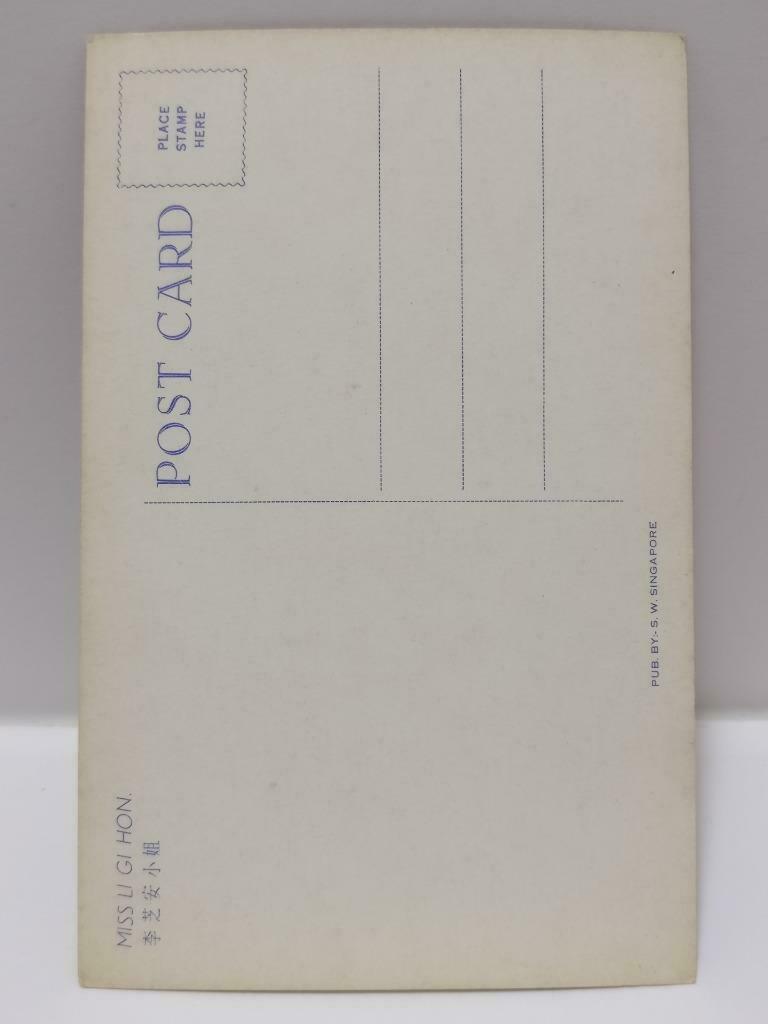 MISS LI GI HON.
李芝安小姐
POST CARD
PLACE
STAMP
HERE
PUB. BY:- S. W. SINGAPORE